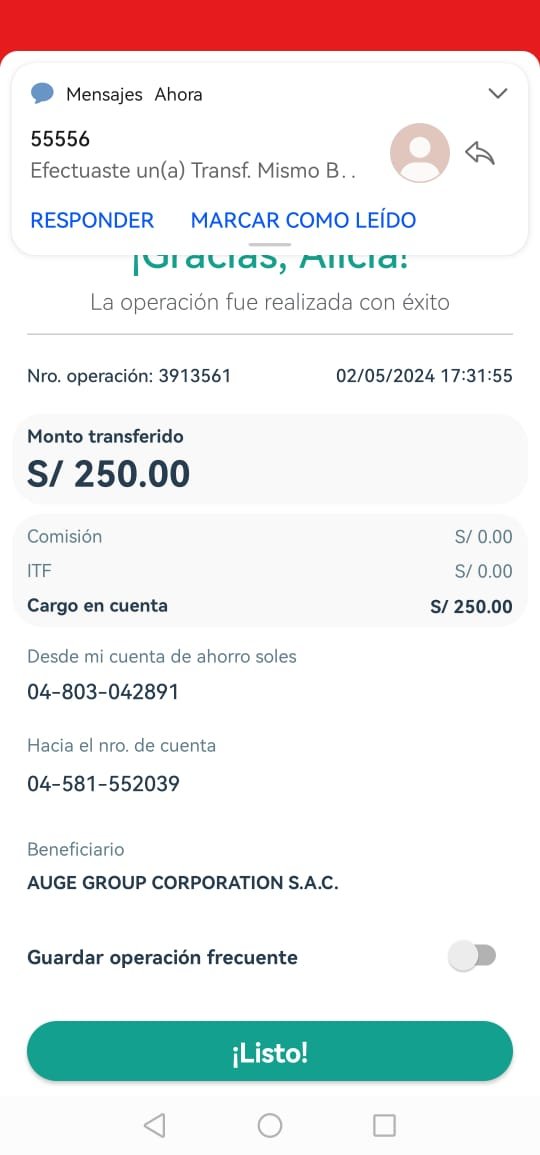 Mensajes Ahora
55556
Efectuaste un(a) Transf. Mismo B..
RESPONDER MARCAR COMO LEÍDO
¡Gracias, Alicia!
La operación fue realizada con éxito
Nro. operación: 3913561 02/05/2024 17:31:55
Monto transferido
S/ 250.00
Comisión S/ 0.00
ITF S/ 0.00
Cargo en cuenta S/ 250.00
Desde mi cuenta de ahorro soles
04-803-042891
Hacia el nro. de cuenta
04-581-552039
Beneficiario
AUGE GROUP CORPORATION S.A.C.
Guardar operación frecuente
¡Listo!